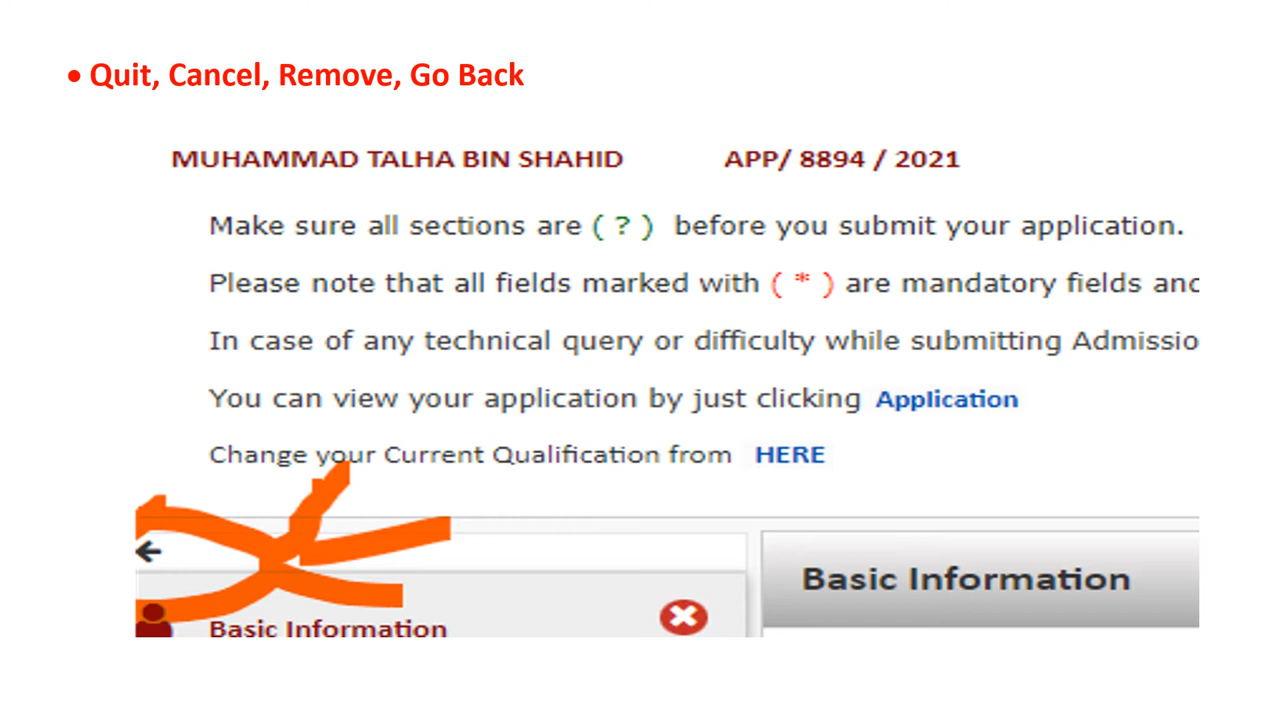 • Quit, Cancel, Remove, Go Back
MUHAMMAD TALHA BIN SHAHID APP/ 8894 / 2021
Make sure all sections are ( ? ) before you submit your application.
Please note that all fields marked with ( * ) are mandatory fields and
In case of any technical query or difficulty while submitting Admissio
You can view your application by just clicking Application
Change your Current Qualification from HERE
Basic Information
Basic Information